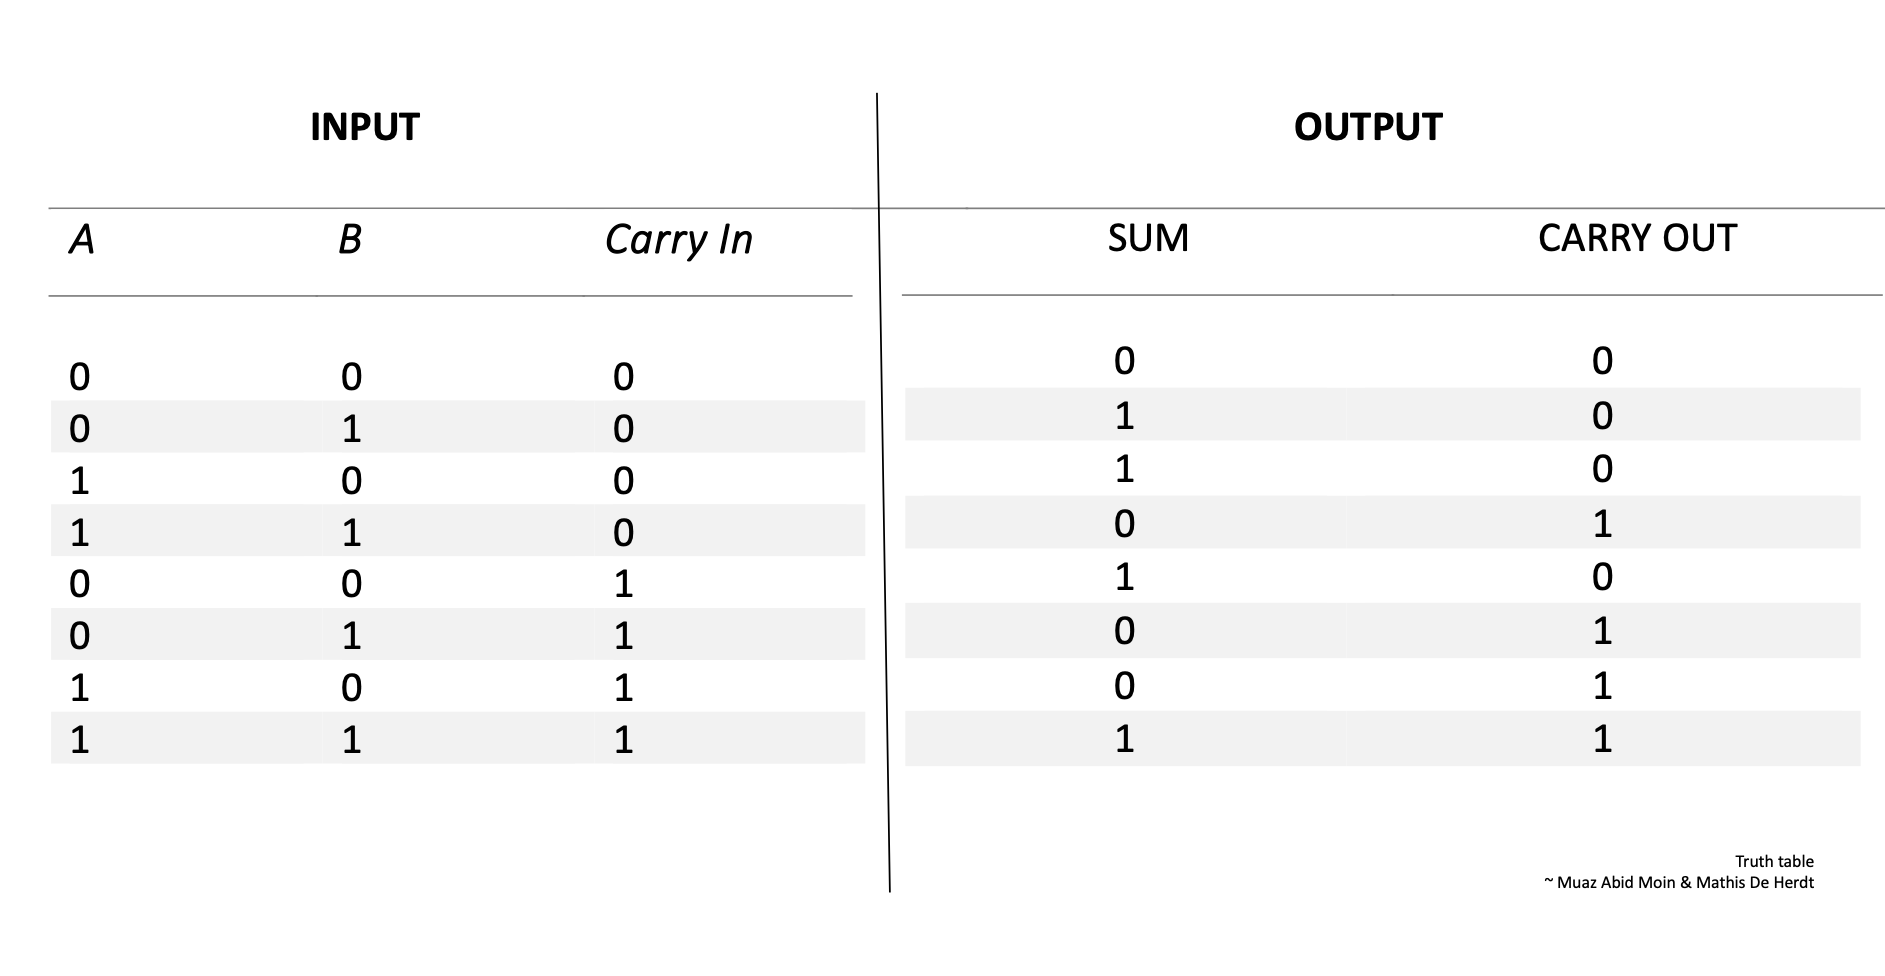 INPUT OUTPUT
A B Carry In SUM CARRY OUT
0 0 0 0 0
0 1 0 1 0
1 0 0 1 0
1 1 0 0 1
0 0 1 1 0
0 1 1 0 1
1 0 1 0 1
1 1 1 1 1
Truth table
~ Muaz Abid Moin & Mathis De Herdt